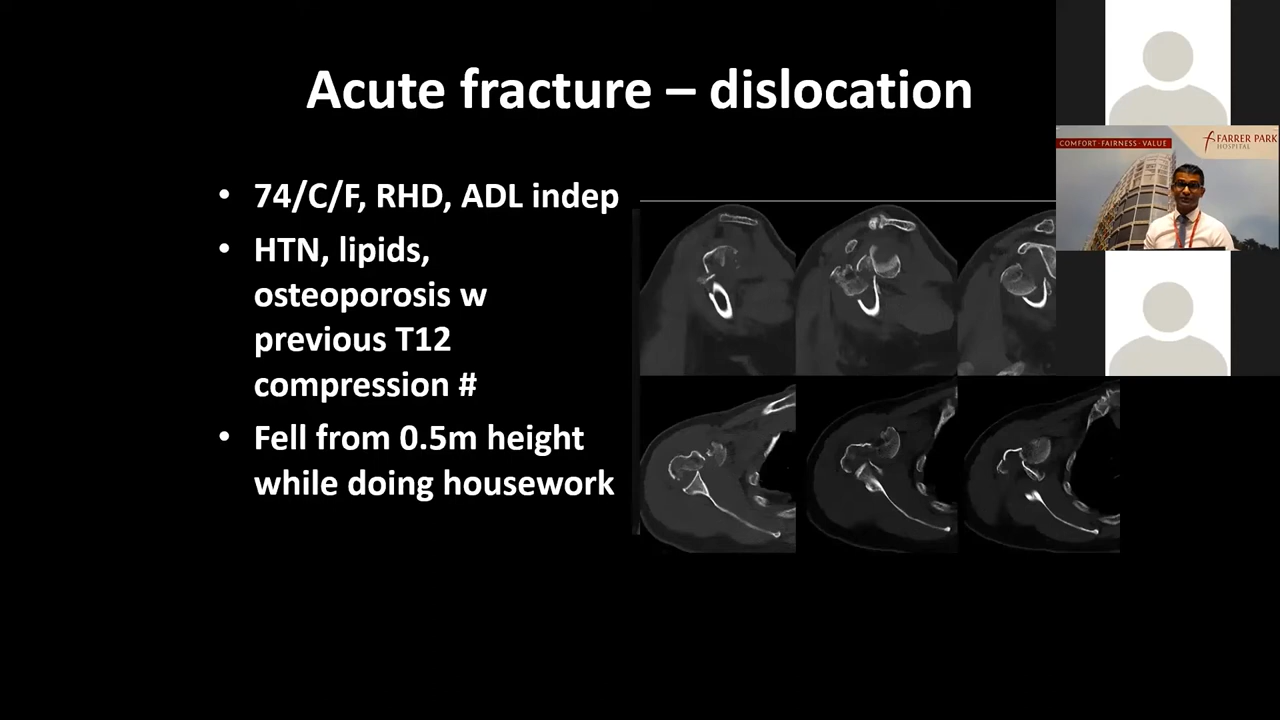 Acute fracture – dislocation
• 74/C/F, RHD, ADL indep
• HTN, lipids,
osteoporosis w
previous T12
compression #
• Fell from 0.5m height
while doing housework
COMFORT · FAIRNESS · VALUE
FARRER PARK
HOSPITAL